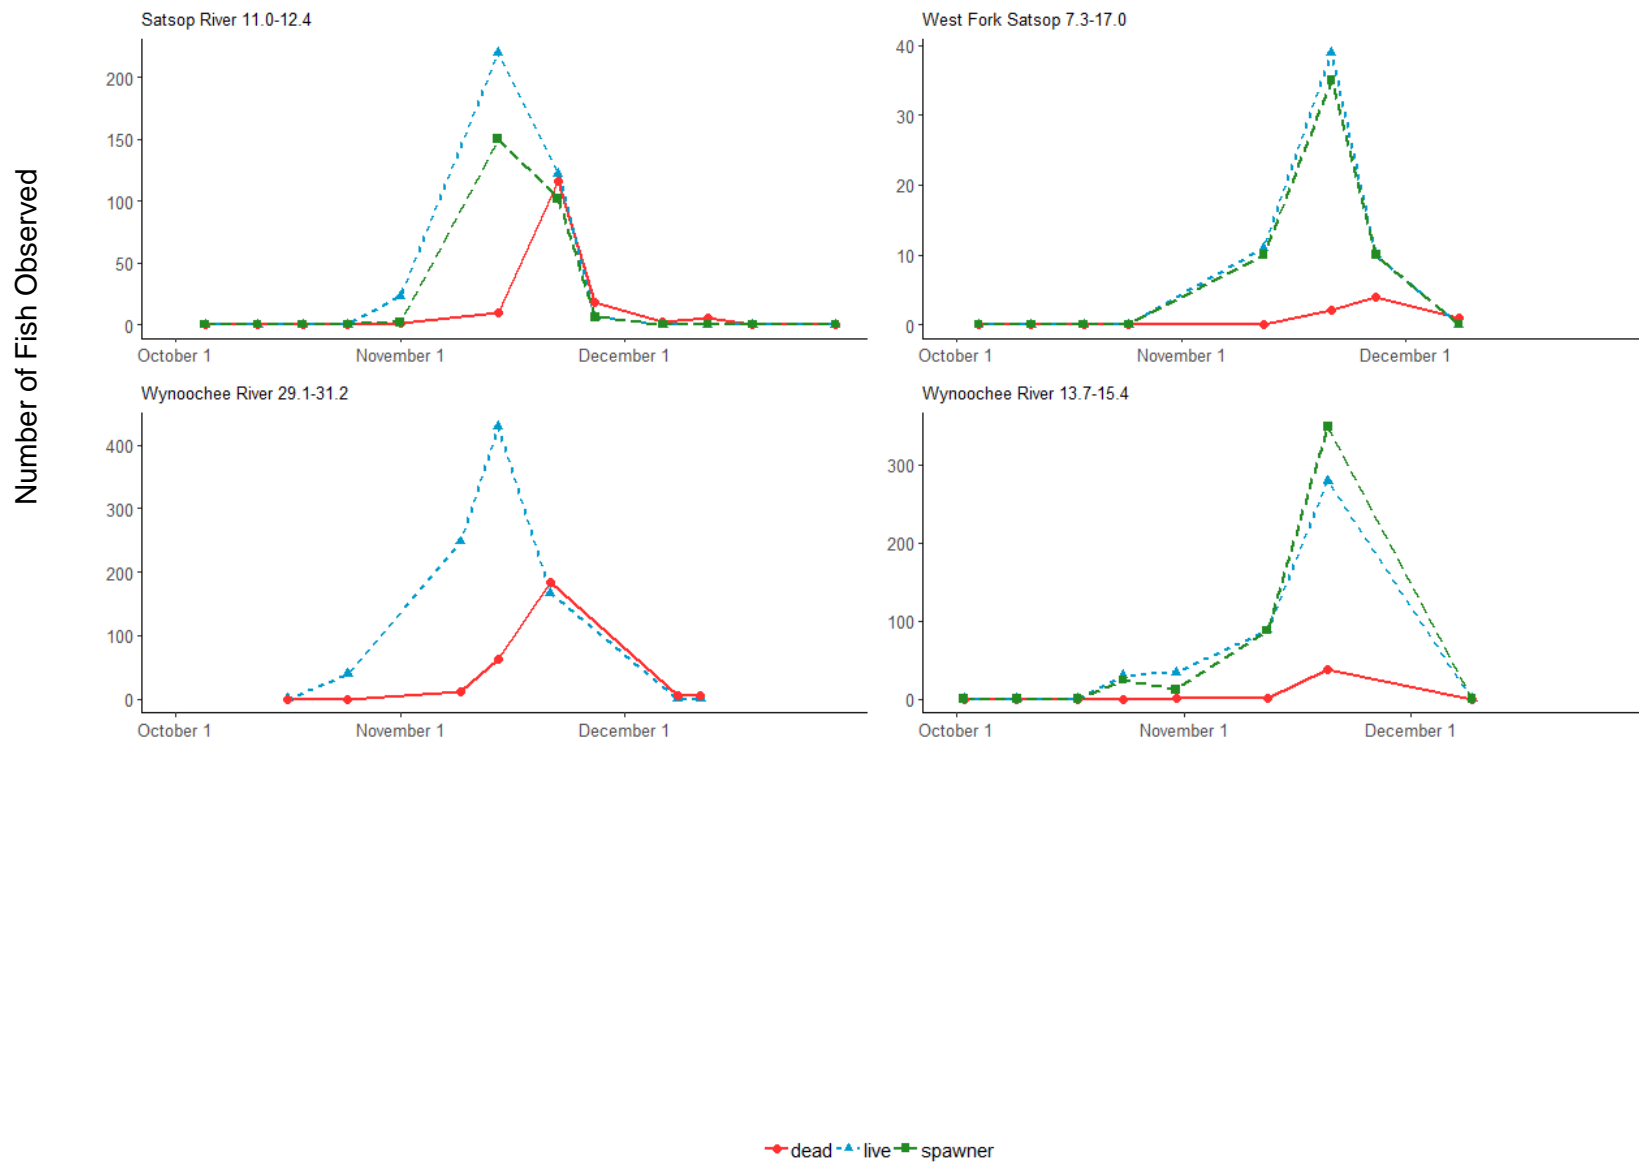 Number of Fish Observed
Satsop River 11.0-12.4
200
150
100
50
0
October 1
November 1
December 1
West Fork Satsop 7.3-17.0
40
30
20
10
0
October 1
November 1
December 1
Wynoochee River 29.1-31.2
400
300
200
100
0
October 1
November 1
December 1
Wynoochee River 13.7-15.4
300
200
100
0
October 1
November 1
December 1
dead live spawner